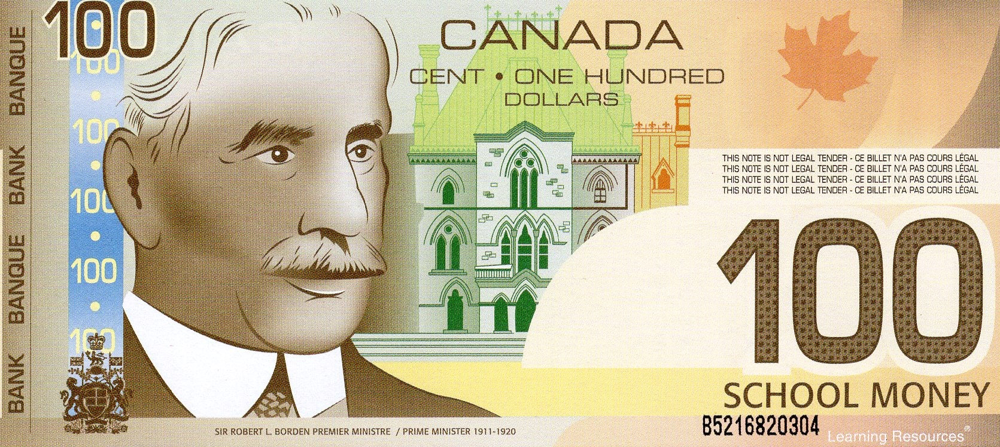 BANK BANQUE BANK BANQUE
100
100
100
100
100
100
CANADA
CENT • ONE HUNDRED
DOLLARS
THIS NOTE IS NOT LEGAL TENDER - CE BILLET N'A PAS COURS LÉGAL
THIS NOTE IS NOT LEGAL TENDER - CE BILLET N'A PAS COURS LÉGAL
THIS NOTE IS NOT LEGAL TENDER - CE BILLET N'A PAS COURS LÉGAL
THIS NOTE IS NOT LEGAL TENDER - CE BILLET N'A PAS COURS LÉGAL
100
SCHOOL MONEY
SIR ROBERT L. BORDEN PREMIER MINISTRE / PRIME MINISTER 1911-1920
B5216820304
Learning Resources®